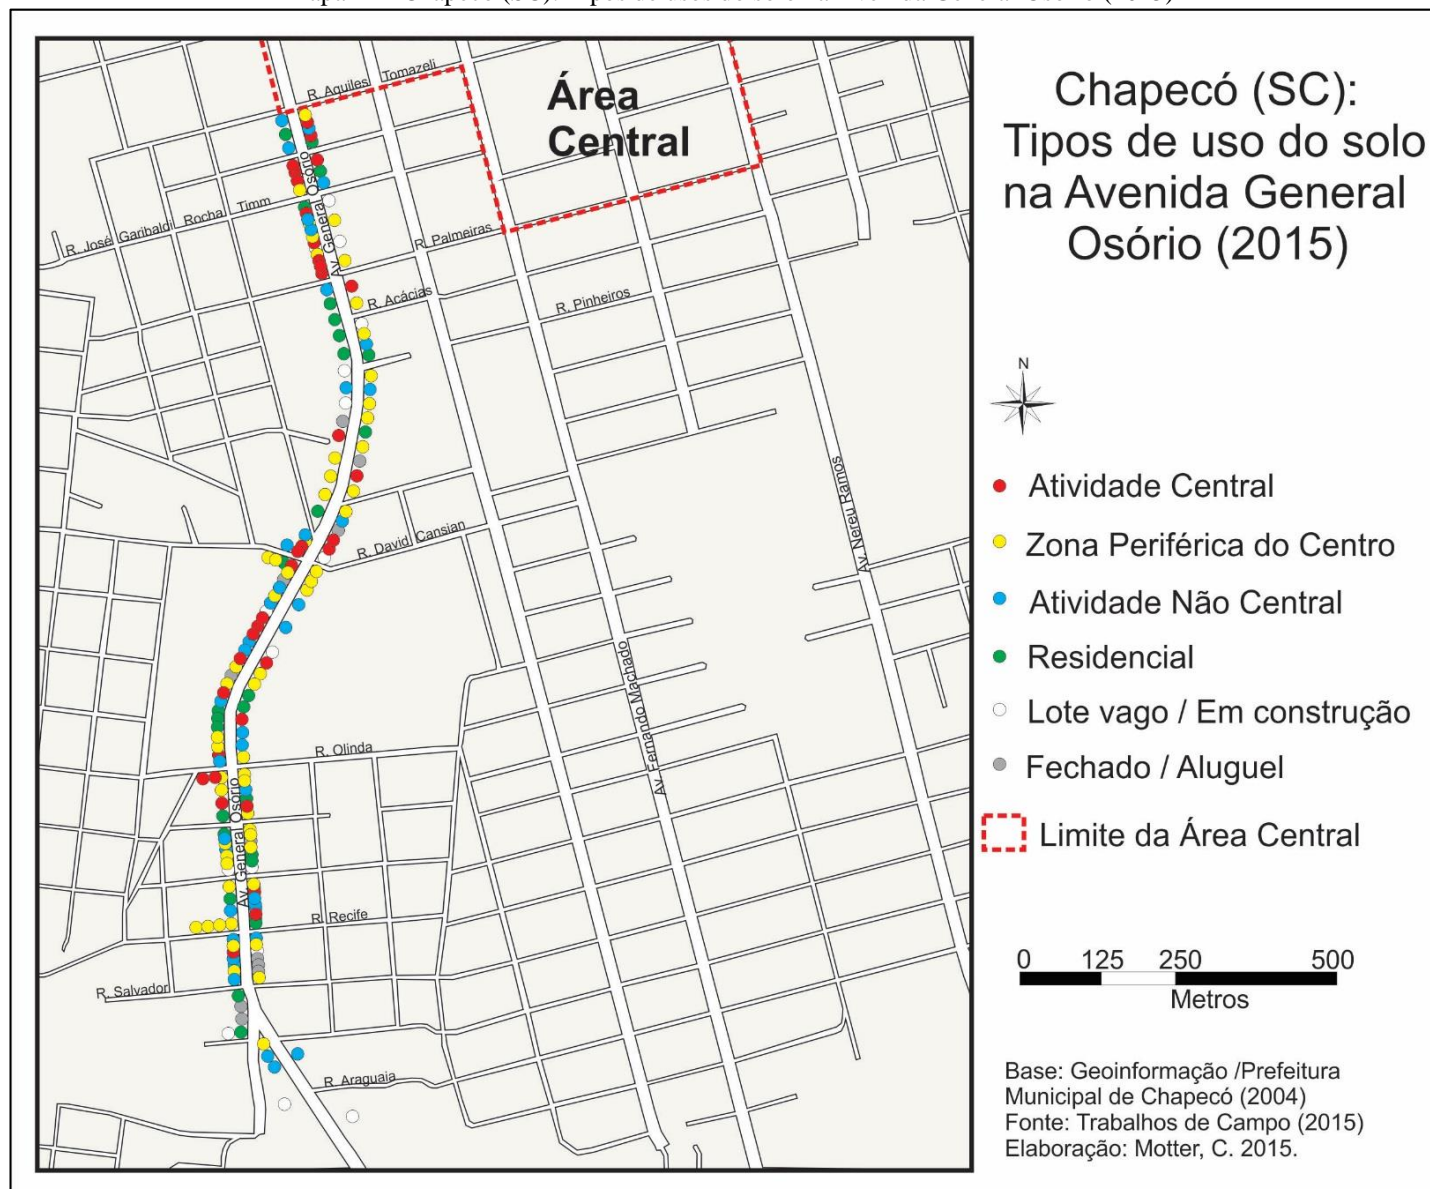 Chapecó (SC):
Tipos de uso do solo
na Avenida General
Osório (2015)
Área
Central
R. Aquiles Tomazeli
Av. General Osório
R. José Garibaldi Rocha Timm
R. Palmeiras
R. Acácias
R. Pinheiros
R. David Cansian
Av. Nereu Ramos
Av. Fernando Machado
R. Olinda
Av. General Osório
R. Recife
R. Salvador
R. Araguaia
N
Atividade Central
Zona Periférica do Centro
Atividade Não Central
Residencial
Lote vago / Em construção
Fechado / Aluguel
Limite da Área Central
0 125 250 500
Metros
Base: Geoinformação /Prefeitura
Municipal de Chapecó (2004)
Fonte: Trabalhos de Campo (2015)
Elaboração: Motter, C. 2015.